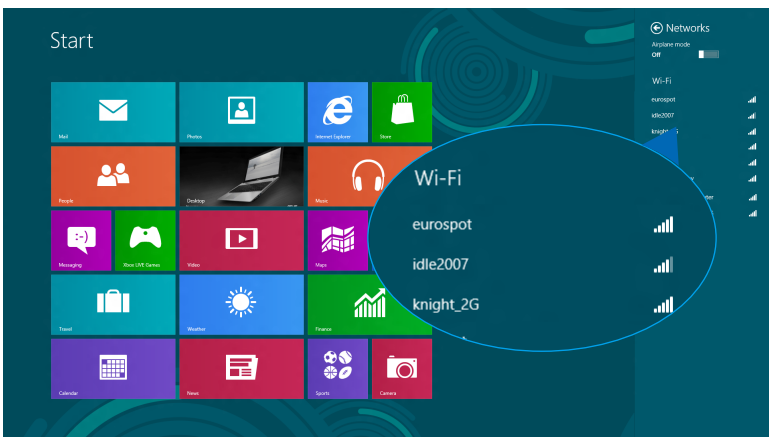 Start
Mail
Photos
Internet Explorer
Store
People
Desktop
Music
Messaging
Xbox LIVE Games
Video
Maps
Travel
Weather
Finance
Calendar
News
Sports
Camera
Networks
Airplane mode
Off
Wi-Fi
eurospot
idle2007
Wi-Fi
eurospot
idle2007
knight_2G